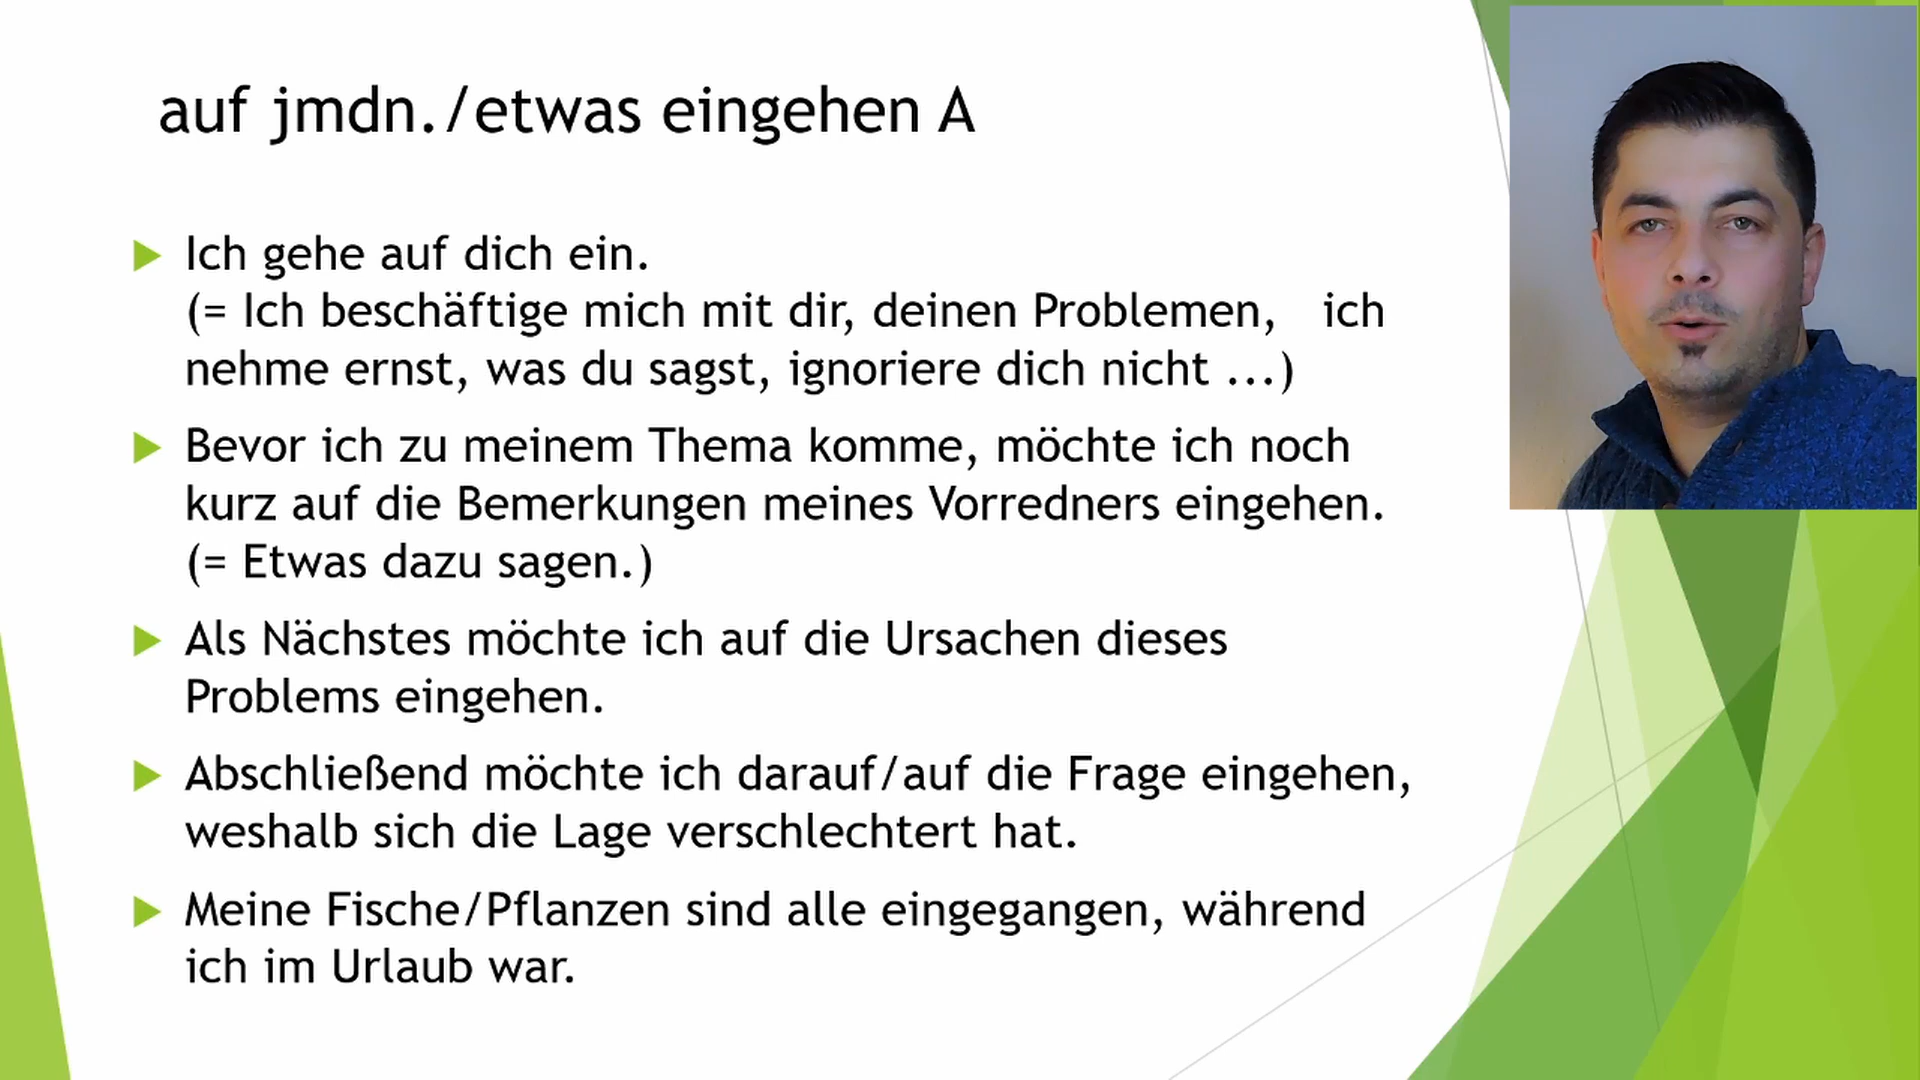 auf jmdn./etwas eingehen A
Ich gehe auf dich ein.
(= Ich beschäftige mich mit dir, deinen Problemen, ich
nehme ernst, was du sagst, ignoriere dich nicht ...)
Bevor ich zu meinem Thema komme, möchte ich noch
kurz auf die Bemerkungen meines Vorredners eingehen.
(= Etwas dazu sagen.)
Als Nächstes möchte ich auf die Ursachen dieses
Problems eingehen.
Abschließend möchte ich darauf/auf die Frage eingehen,
weshalb sich die Lage verschlechtert hat.
Meine Fische/Pflanzen sind alle eingegangen, während
ich im Urlaub war.